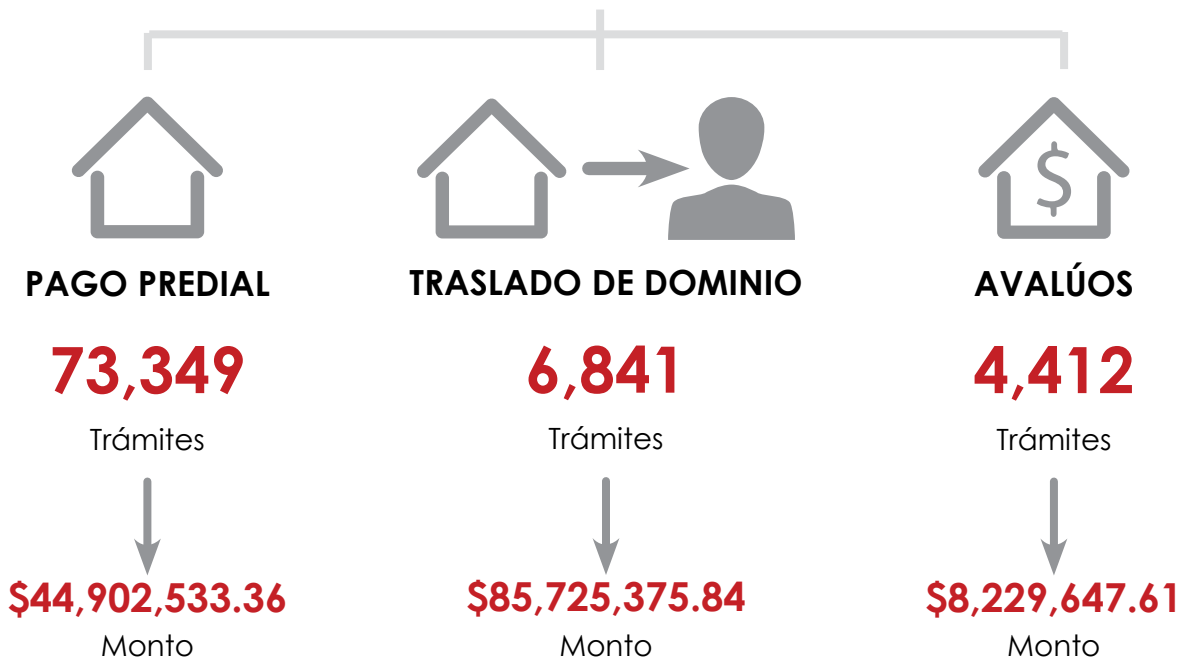 $
PAGO PREDIAL
73,349
Trámites
$44,902,533.36
Monto
TRASLADO DE DOMINIO
6,841
Trámites
$85,725,375.84
Monto
AVALÚOS
4,412
Trámites
$8,229,647.61
Monto